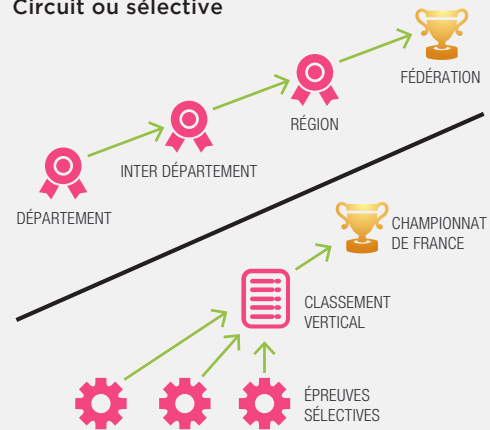 Circuit ou sélective
FÉDÉRATION
RÉGION
INTER DÉPARTEMENT
DÉPARTEMENT
CHAMPIONNAT
DE FRANCE
CLASSEMENT
VERTICAL
ÉPREUVES
SÉLECTIVES